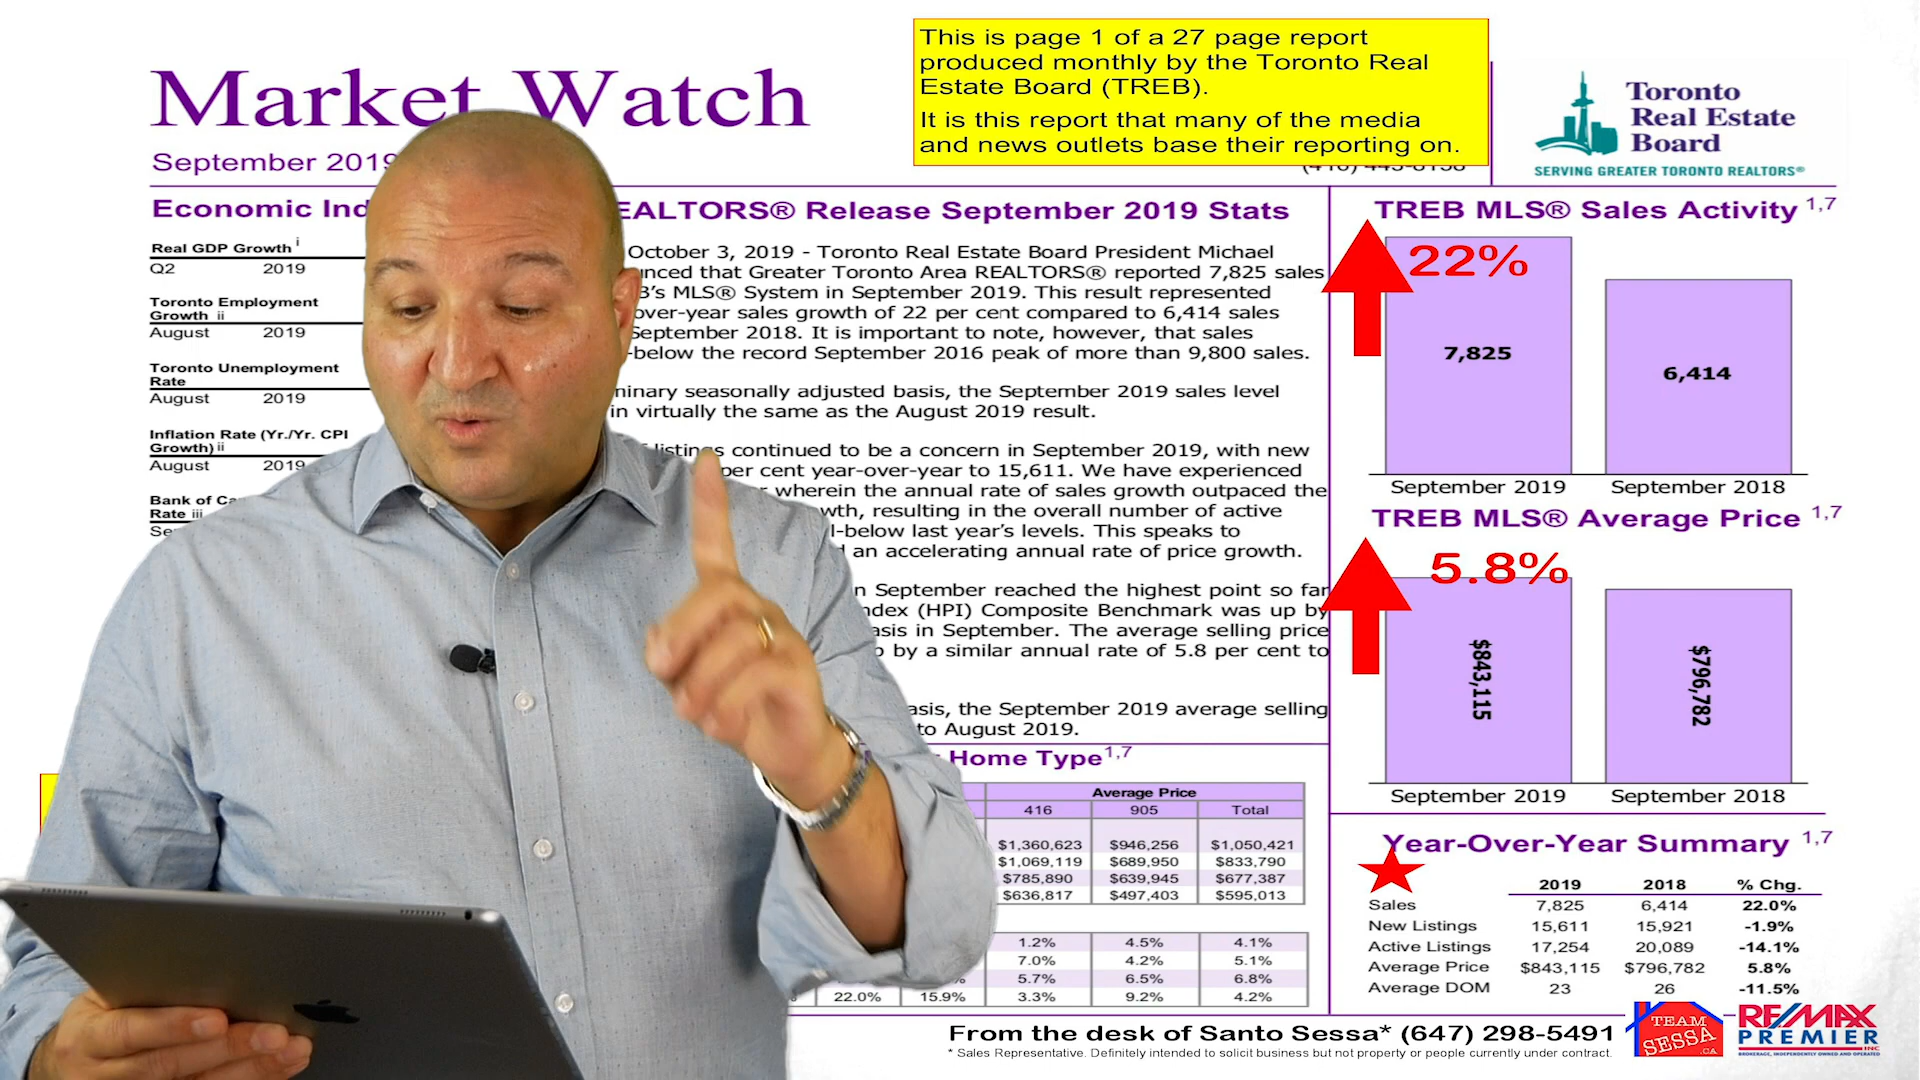 This is page 1 of a 27 page report
produced monthly by the Toronto Real
Estate Board (TREB).
It is this report that many of the media
and news outlets base their reporting on.
Market Watch
September 2019
Toronto
Real Estate
Board
SERVING GREATER TORONTO REALTORS®
Economic
Real GDP Growth i
Q2 2019
Toronto Employment
Growth ii
August 2019
Toronto Unemployment
Rate
August 2019
Inflation Rate (Yr./Yr. CPI
Growth) ii
August 2019
Bank of
Rate iii
REALTORS® Release September 2019 Stats
October 3, 2019 - Toronto Real Estate Board President Michael
that Greater Toronto Area REALTORS® reported 7,825 sales
MLS® System in September 2019. This result represented
over-year sales growth of 22 per cent compared to 6,414 sales
September 2018. It is important to note, however, that sales
-below the record September 2016 peak of more than 9,800 sales.
seasonally adjusted basis, the September 2019 sales level
in virtually the same as the August 2019 result.
listings continued to be a concern in September 2019, with new
per cent year-over-year to 15,611. We have experienced
wherein the annual rate of sales growth outpaced the
resulting in the overall number of active
-below last year's levels. This speaks to
an accelerating annual rate of price growth.
September reached the highest point so far
(HPI) Composite Benchmark was up by
in September. The average selling price
by a similar annual rate of 5.8 per cent to
the September 2019 average selling
to August 2019.
Home Type 1,7
Average Price
416 905 Total
$1,360,623 $946,256 $1,050,421
$1,069,119 $689,950 $833,790
$785,890 $639,945 $677,387
$636,817 $497,403 $595,013
1.2% 4.5% 4.1%
7.0% 4.2% 5.1%
5.7% 6.5% 6.8%
22.0% 15.9% 3.3% 9.2% 4.2%
TREB MLS® Sales Activity 1,7
22%
7,825 6,414
September 2019 September 2018
TREB MLS® Average Price 1,7
5.8%
$843,115 $796,782
September 2019 September 2018
Year-Over-Year Summary 1,7
2019 2018 % Chg.
Sales 7,825 6,414 22.0%
New Listings 15,611 15,921 -1.9%
Active Listings 17,254 20,089 -14.1%
Average Price $843,115 $796,782 5.8%
Average DOM 23 26 -11.5%
From the desk of Santo Sessa* (647) 298-5491
* Sales Representative. Definitely intended to solicit business but not property or people currently under contract.
TEAM
SESSA
.CA
RE/MAX
PREMIER
INC
BROKERAGE, INDEPENDENTLY OWNED AND OPERATED